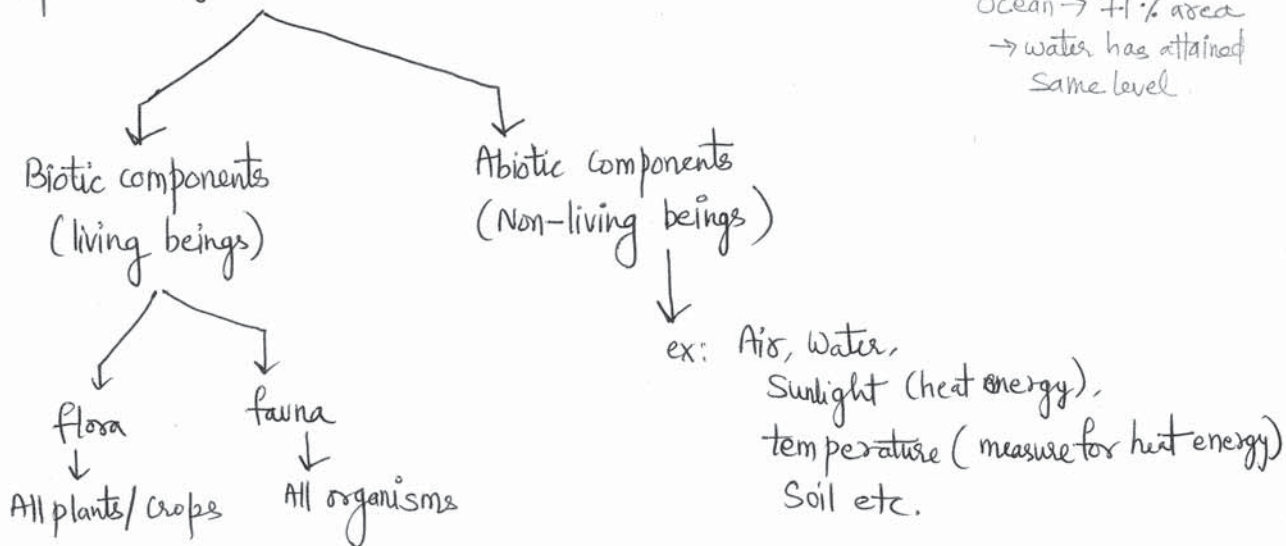 Ocean → 71% area
→ water has attained
Same level.
Biotic components
(living beings)
Abiotic components
(Non-living beings)
flora
fauna
All plants/crops
All organisms
ex: Air, Water,
Sunlight (heat energy),
temperature (measure for heat energy)
Soil etc.